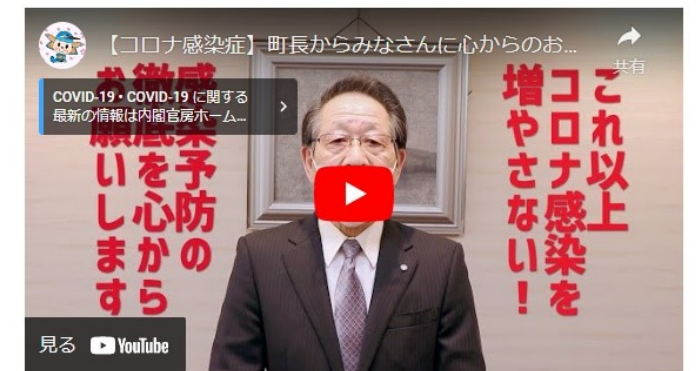 【コロナ感染症】町長からみなさんに心からのお...
共有
COVID-19・COVID-19 に関する
最新の情報は内閣官房ホーム...
これ以上
コロナ感染を
増やさない！
感染予防の
徹底を心から
お願いします
見る YouTube